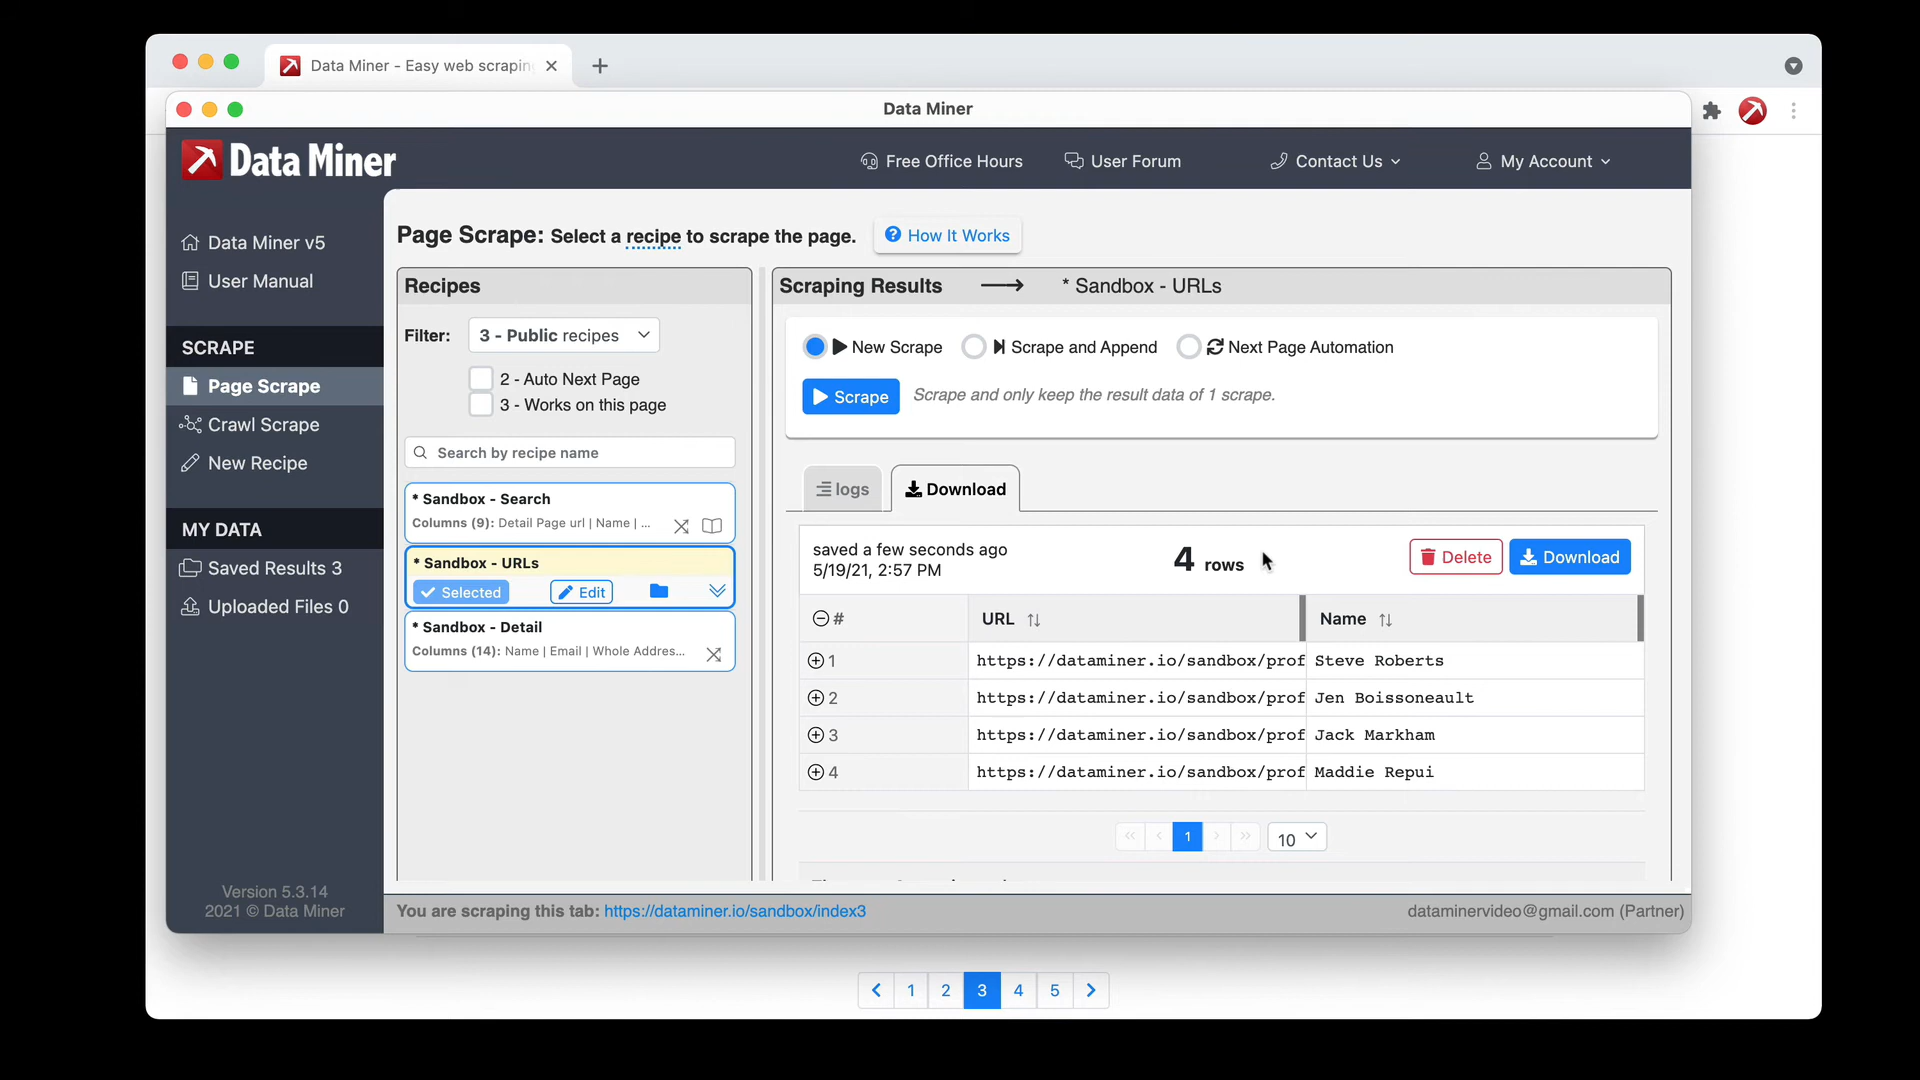 Data Miner - Easy web scrapin
Data Miner
Data Miner
Free Office Hours
User Forum
Contact Us
My Account
Data Miner v5
User Manual
SCRAPE
Page Scrape
Crawl Scrape
New Recipe
MY DATA
Saved Results 3
Uploaded Files 0
Version 5.3.14
2021 © Data Miner
Page Scrape: Select a recipe to scrape the page.
How It Works
Recipes
Filter:
3 - Public recipes
2 - Auto Next Page
3 - Works on this page
Search by recipe name
* Sandbox - Search
Columns (9): Detail Page url | Name | ...
* Sandbox - URLs
Selected
Edit
* Sandbox - Detail
Columns (14): Name | Email | Whole Addres...
Scraping Results
* Sandbox - URLs
New Scrape
Scrape and Append
Next Page Automation
Scrape
Scrape and only keep the result data of 1 scrape.
logs
Download
saved a few seconds ago
5/19/21, 2:57 PM
4 rows
Delete
Download
# URL Name
1 https://dataminer.io/sandbox/prof Steve Roberts
2 https://dataminer.io/sandbox/prof Jen Boissoneault
3 https://dataminer.io/sandbox/prof Jack Markham
4 https://dataminer.io/sandbox/prof Maddie Repui
« ‹ 1 › »
10
You are scraping this tab: https://dataminer.io/sandbox/index3
dataminervideo@gmail.com (Partner)
1 2 3 4 5